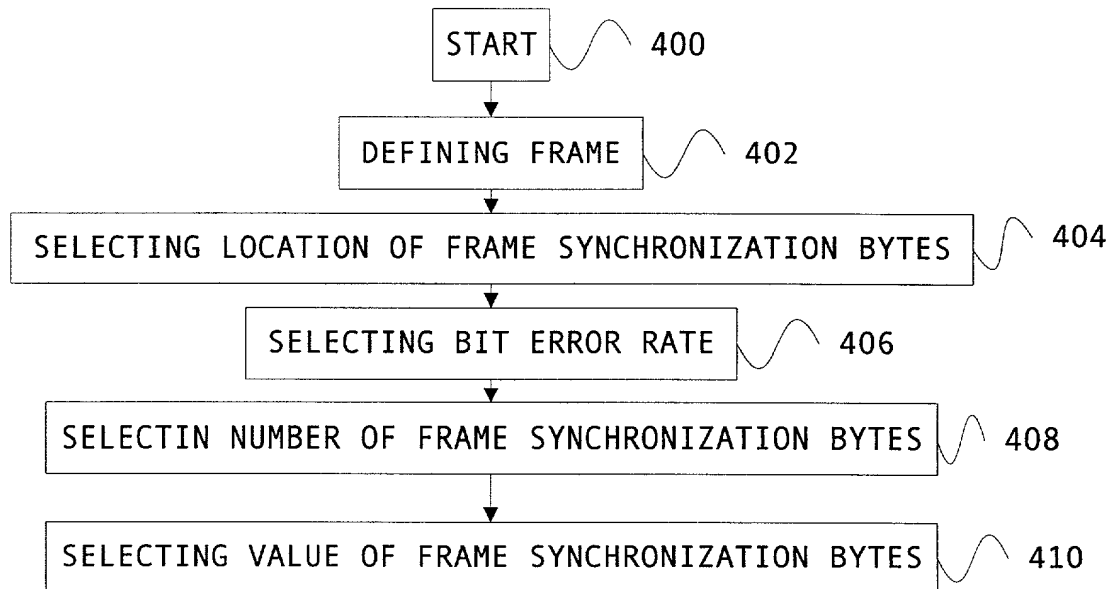 START 400
DEFINING FRAME 402
SELECTING LOCATION OF FRAME SYNCHRONIZATION BYTES 404
SELECTING BIT ERROR RATE 406
SELECTIN NUMBER OF FRAME SYNCHRONIZATION BYTES 408
SELECTING VALUE OF FRAME SYNCHRONIZATION BYTES 410